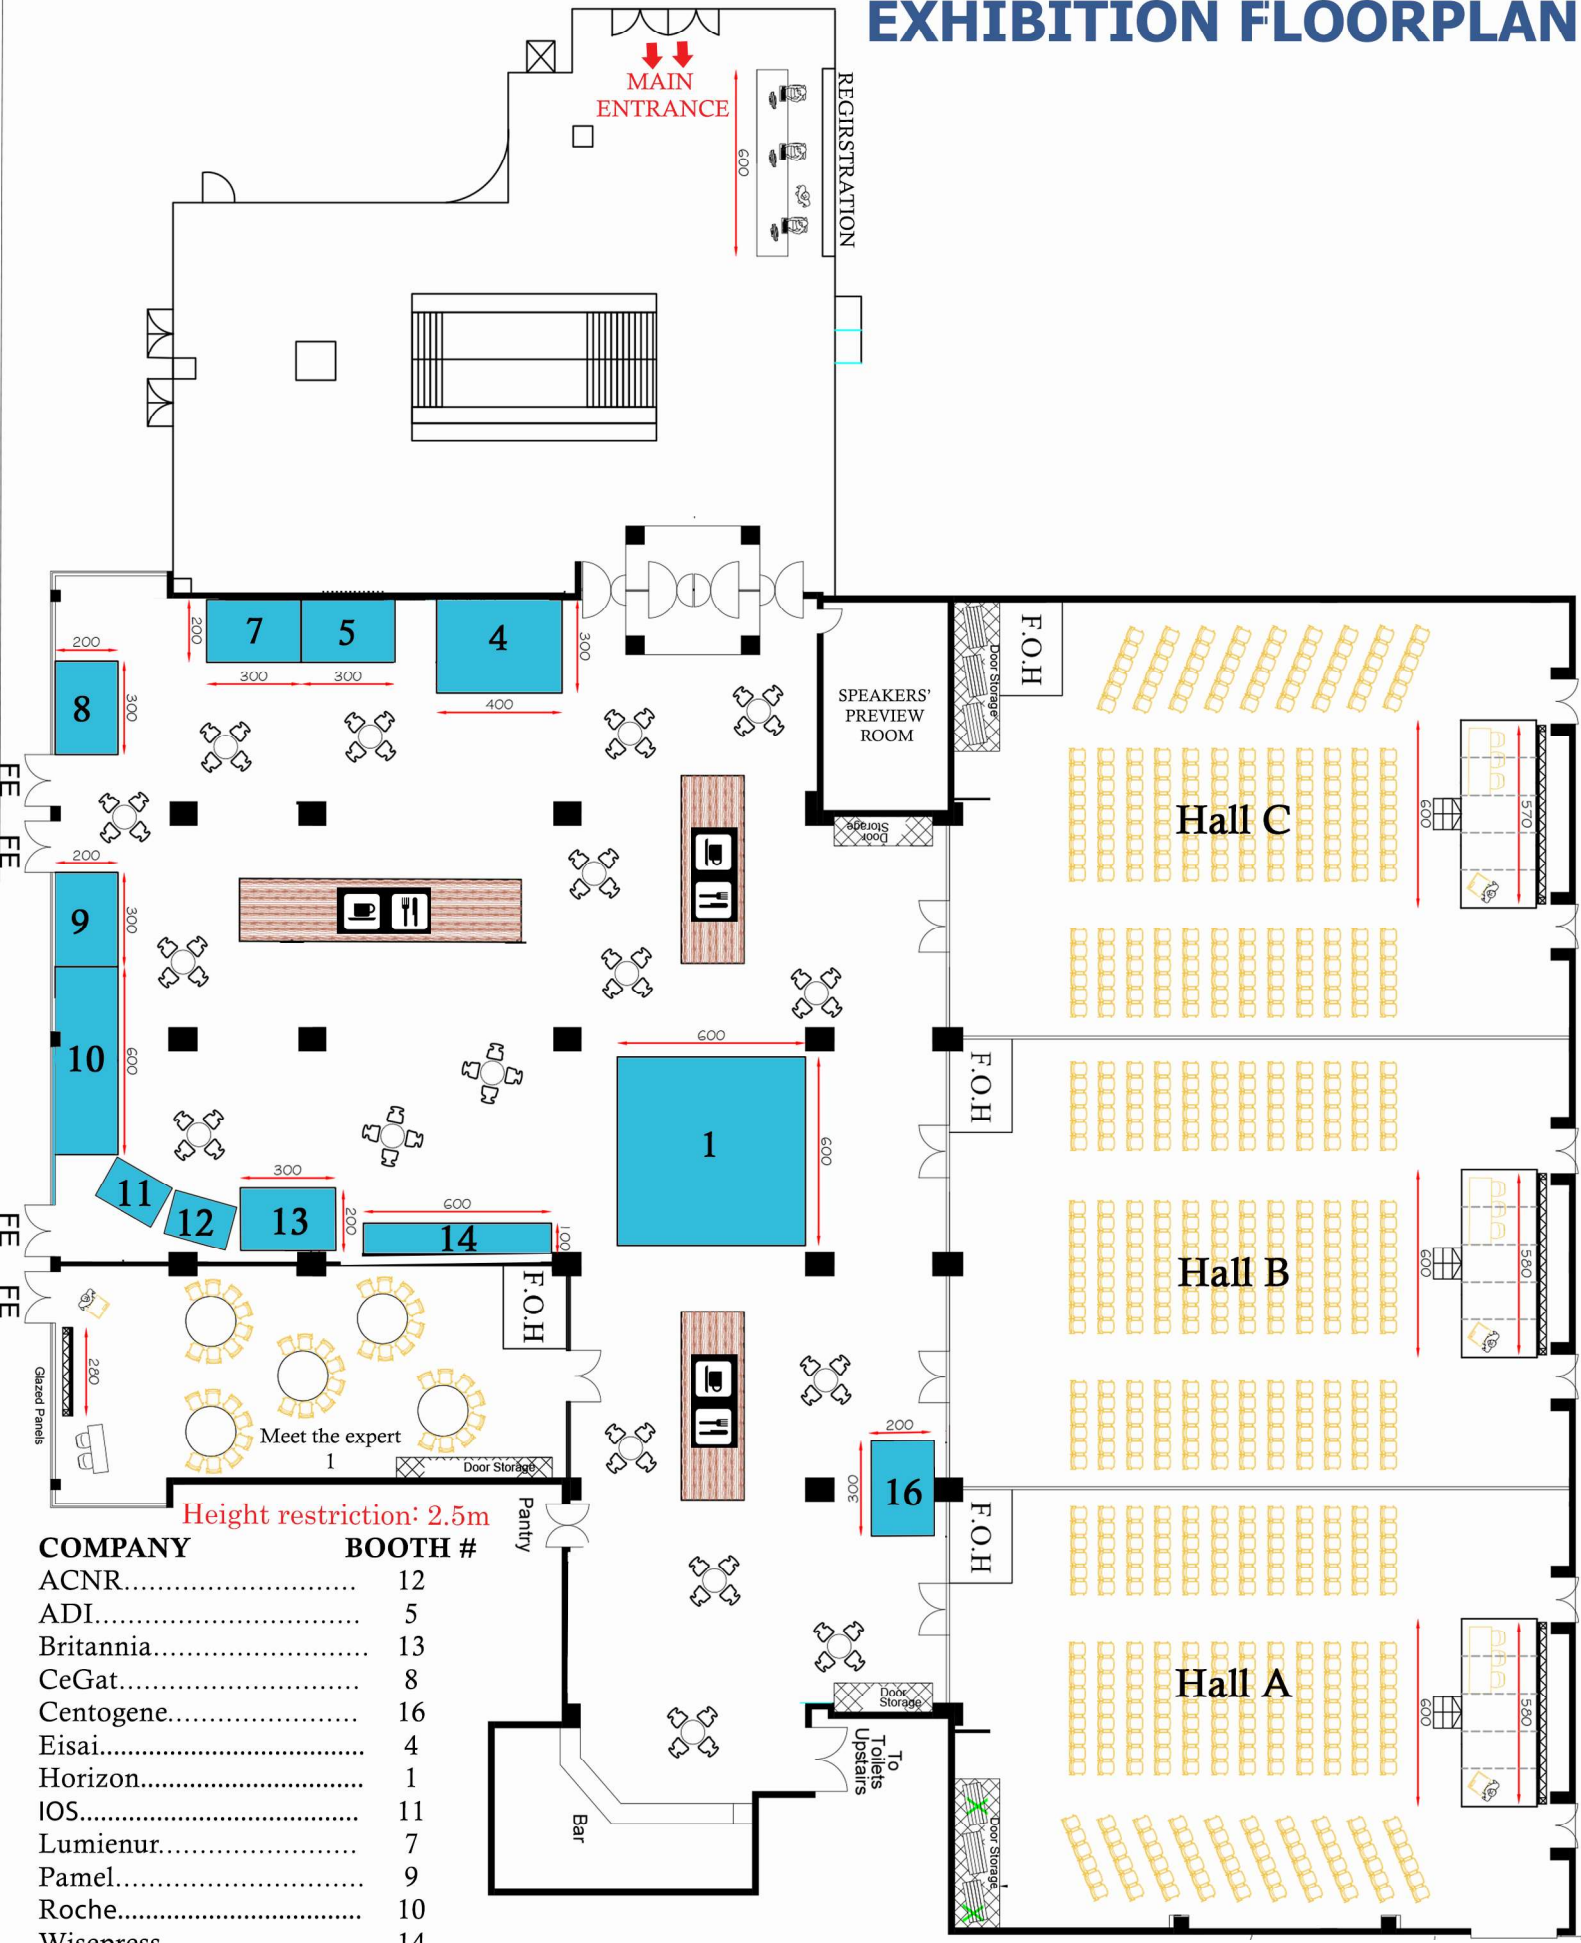 EXHIBITION FLOORPLAN
MAIN
ENTRANCE
600
REGIRSTRATION
7
5
4
200
300
300
300
400
200
8
300
SPEAKERS'
PREVIEW
ROOM
Door Storage
F.O.H
FE
FE
Door
Storage
Hall C
600
570
200
9
300
10
600
600
1
600
F.O.H
11
12
300
13
200
600
14
100
FE
FE
F.O.H
Hall B
600
580
280
Glazed Panels
Meet the expert
1
Door Storage
200
300
16
F.O.H
Height restriction: 2.5m
Pantry
COMPANY BOOTH #
ACNR........................... 12
ADI............................... 5
Britannia......................... 13
CeGat............................ 8
Centogene...................... 16
Eisai....................................... 4
Horizon................................. 1
IOS........................................ 11
Lumienur....................... 7
Pamel............................. 9
Roche................................... 10
Wisepress 14
Door
Storage
To
Toilets
Upstairs
Bar
Hall A
600
580
Door Storage